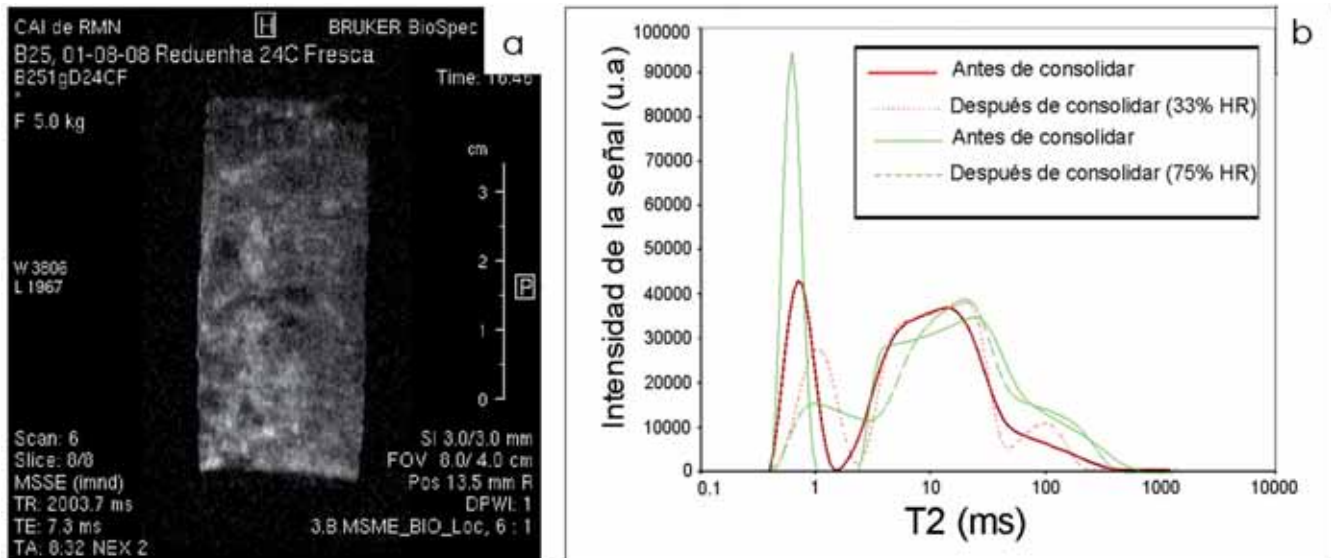 CAI de RMN
H
BRUKER BioSpec
a
B25, 01-08-08 Reduenha 24C Fresca
B251gD24CF
Time: 16:46
*
F 5.0 kg
cm
3
2
W 3806
L 1967
P
1
0
Scan: 6
SI 3.0/3.0 mm
Slice: 8/8
FOV 8.0/ 4.0 cm
MSSE (imnd)
Pos 13.5 mm R
TR: 2003.7 ms
DPWI: 1
TE: 7.3 ms
3.B.MSME_BIO_Loc, 6 : 1
TA: 8:32 NEX 2
b
Intensidad de la señal (u.a)
100000
90000
80000
70000
60000
50000
40000
30000
20000
10000
0
Antes de consolidar
Después de consolidar (33% HR)
Antes de consolidar
Después de consolidar (75% HR)
0.1
1
10
100
1000
10000
T2 (ms)